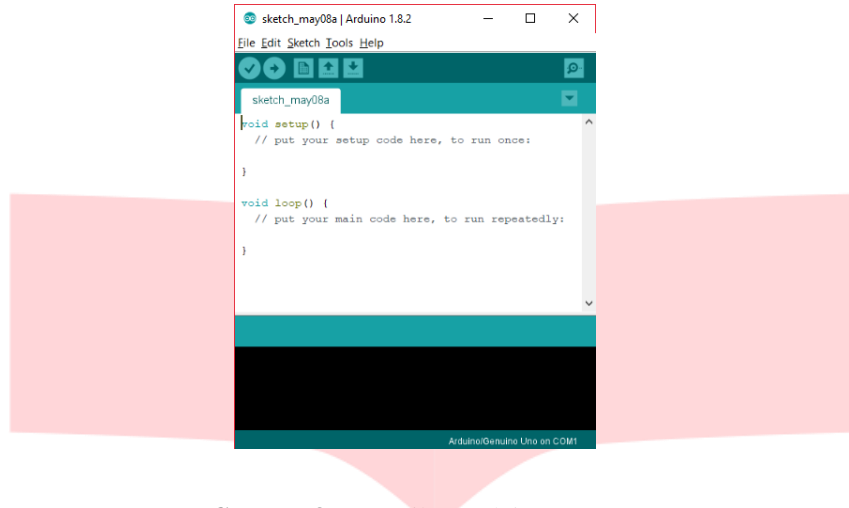 sketch_may08a | Arduino 1.8.2
File Edit Sketch Tools Help
sketch_may08a
void setup() {
  // put your setup code here, to run once:
}
void loop() {
  // put your main code here, to run repeatedly:
}
Arduino/Genuino Uno on COM1